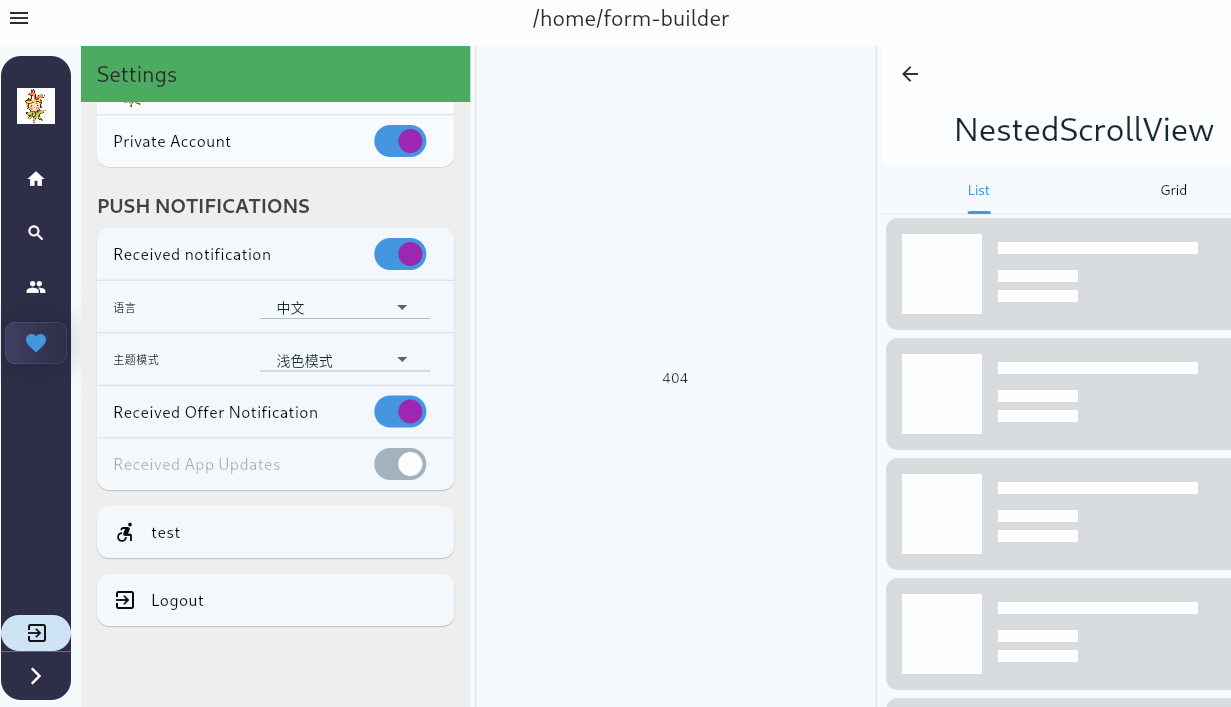 /home/form-builder
Settings
Private Account
PUSH NOTIFICATIONS
Received notification
语言 中文
主题模式 浅色模式
Received Offer Notification
Received App Updates
test
Logout
404
NestedScrollView
List Grid